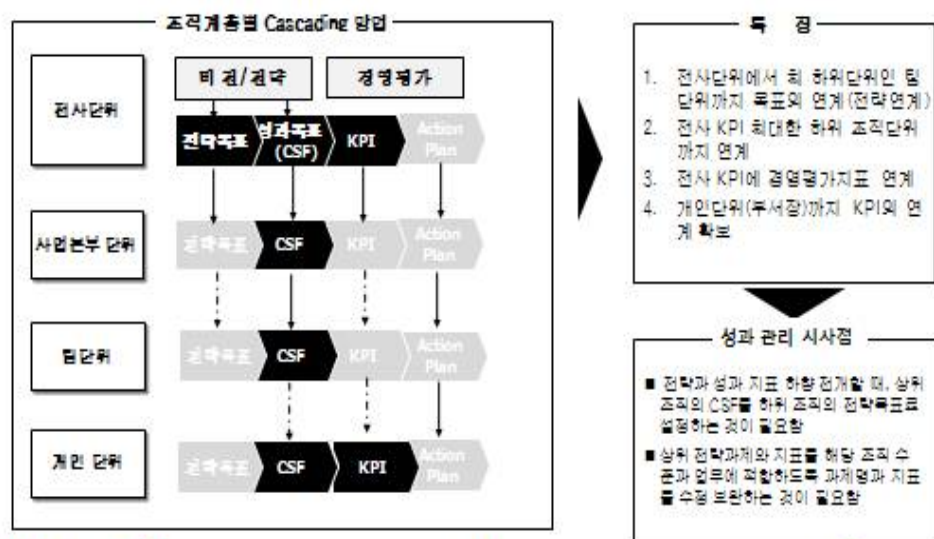 조직계층별 Cascading 방법
비전/전략
경영평가
전사단위
전략목표
성과목표
(CSF)
KPI
Action
Plan
사업본부 단위
전략목표
CSF
KPI
Action
Plan
팀단위
전략목표
CSF
KPI
Action
Plan
개인 단위
전략목표
CSF
KPI
Action
Plan
특 징
1. 전사단위에서 최 하위단위인 팀
단위까지 목표의 연계(전략연계)
2. 전사 KPI 최대한 하위 조직단위
까지 연계
3. 전사 KPI에 경영평가지표 연계
4. 개인단위(부서장)까지 KPI의 연
계 확보
성과 관리 시사점
■ 전략과 성과 지표 하향 전개할 때, 상위
조직의 CSF를 하위 조직의 전략목표로
설정하는 것이 필요함
■ 상위 전략과제와 지표를 해당 조직 수
준과 업무에 적합하도록 과제명과 지표
를 수정 보완하는 것이 필요함